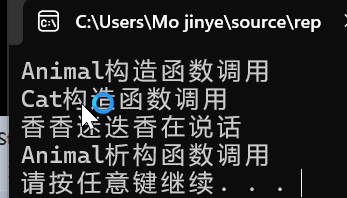 C:\Users\Mo jinye\source\rep
Animal构造函数调用
Cat构造函数调用
香香迷迭香在说话
Animal析构函数调用
请按任意键继续. . .